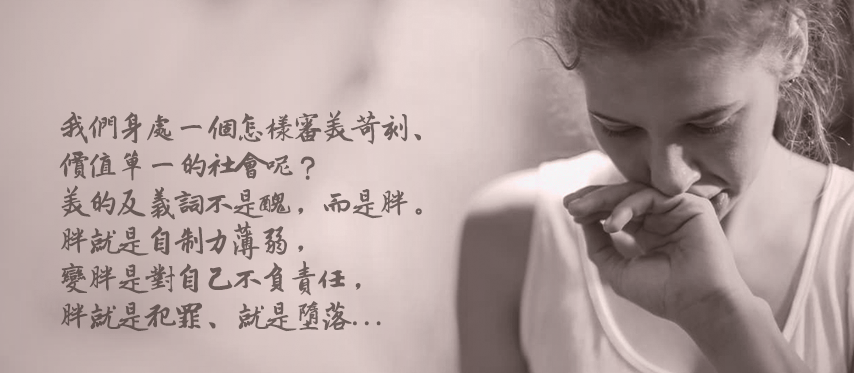 我們身處一個怎樣審美苛刻、
價值單一的社會呢？
美的反義詞不是醜，而是胖。
胖就是自制力薄弱，
變胖是對自己不負責任，
胖就是犯罪、就是墮落…